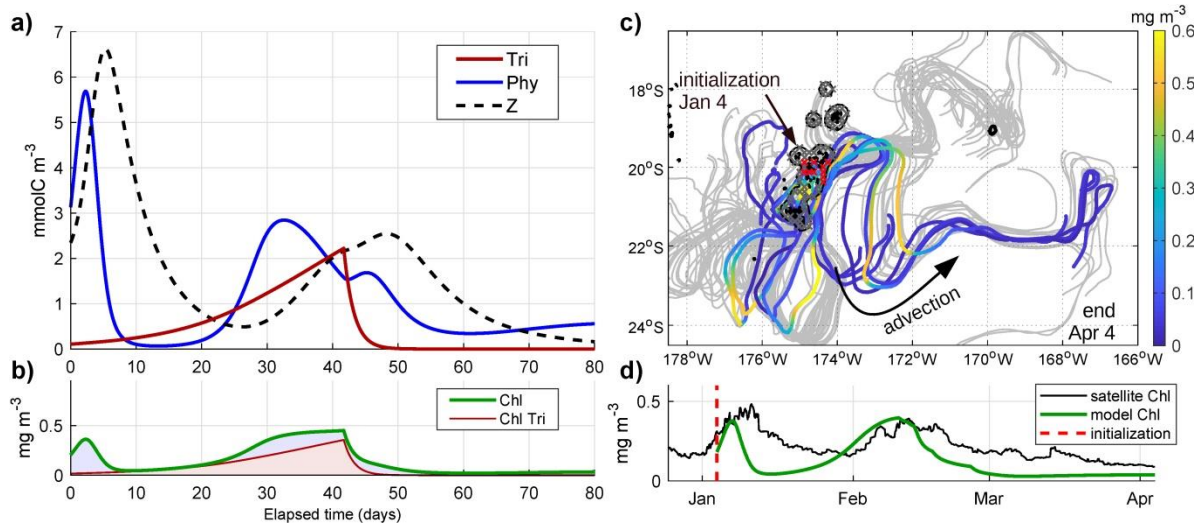 a)
7
6
5
4
3
2
1
0
mmolC m⁻³
Tri
Phy
Z
0 10 20 30 40 50 60 70 80
b)
mg m⁻³
0.5
0
Chl
Chl Tri
0 10 20 30 40 50 60 70 80
Elapsed time (days)
c)
mg m⁻³
0.6
0.5
0.4
0.3
0.2
0.1
0
18°S
20°S
22°S
24°S
initialization
Jan 4
advection
end
Apr 4
178°W 176°W 174°W 172°W 170°W 168°W 166°W
d)
mg m⁻³
0.5
0
satellite Chl
model Chl
initialization
Jan Feb Mar Apr